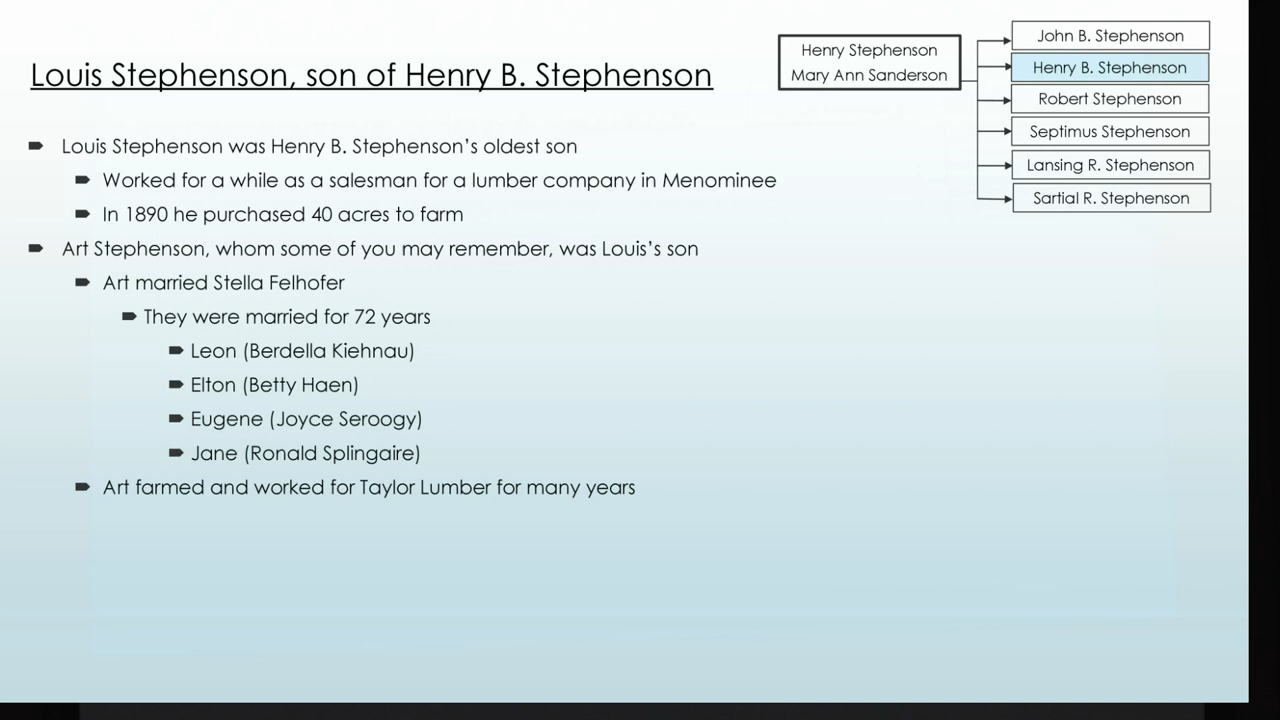 Louis Stephenson, son of Henry B. Stephenson
Henry Stephenson
Mary Ann Sanderson
John B. Stephenson
Henry B. Stephenson
Robert Stephenson
Septimus Stephenson
Lansing R. Stephenson
Sartial R. Stephenson
Louis Stephenson was Henry B. Stephenson's oldest son
Worked for a while as a salesman for a lumber company in Menominee
In 1890 he purchased 40 acres to farm
Art Stephenson, whom some of you may remember, was Louis's son
Art married Stella Felhofer
They were married for 72 years
Leon (Berdella Kiehnau)
Elton (Betty Haen)
Eugene (Joyce Seroogy)
Jane (Ronald Splingaire)
Art farmed and worked for Taylor Lumber for many years